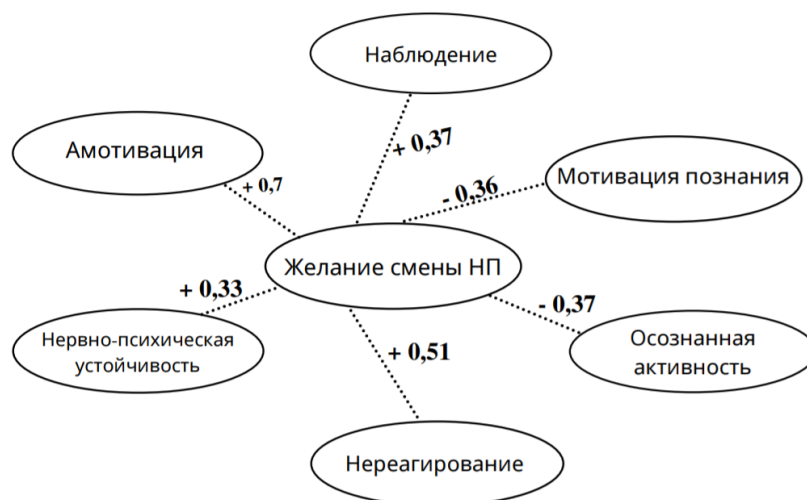 Наблюдение
Амотивация
+ 0,37
+ 0,7
- 0,36
Мотивация познания
Желание смены НП
+ 0,33
- 0,37
Нервно-психическая
устойчивость
+ 0,51
Осознанная
активность
Нереагирование